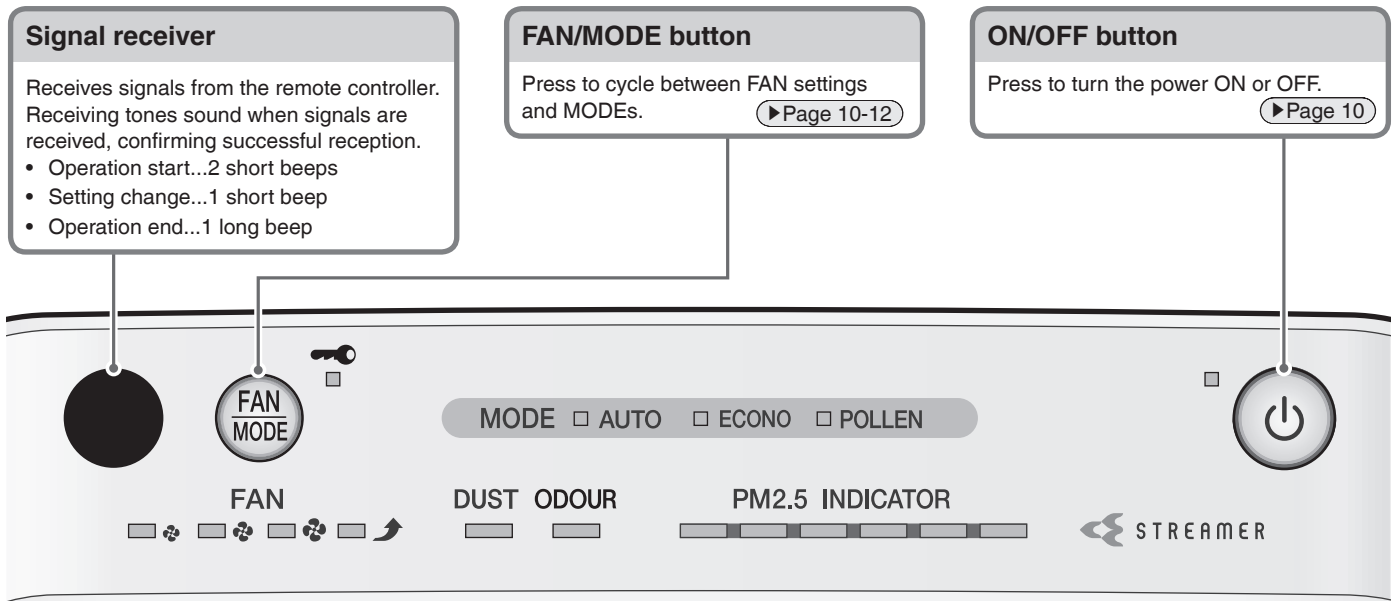 Signal receiver
Receives signals from the remote controller.
Receiving tones sound when signals are
received, confirming successful reception.
• Operation start...2 short beeps
• Setting change...1 short beep
• Operation end...1 long beep
FAN/MODE button
Press to cycle between FAN settings
and MODEs. ▶Page 10-12
ON/OFF button
Press to turn the power ON or OFF.
▶Page 10
FAN
MODE
MODE □ AUTO □ ECONO □ POLLEN
FAN DUST ODOUR PM2.5 INDICATOR
STREAMER